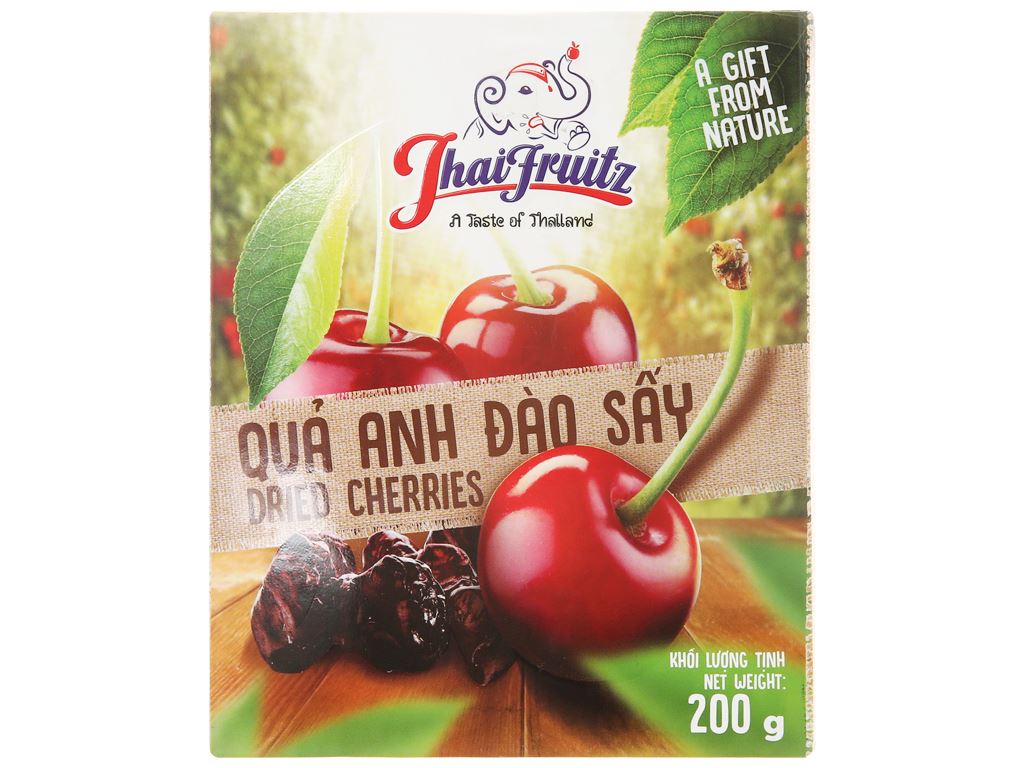 A GIFT
FROM
NATURE
ThaiFruitz
A Taste of Thailand
QUẢ ANH ĐÀO SẤY
DRIED CHERRIES
KHỐI LƯỢNG TỊNH
NET WEIGHT:
200 g